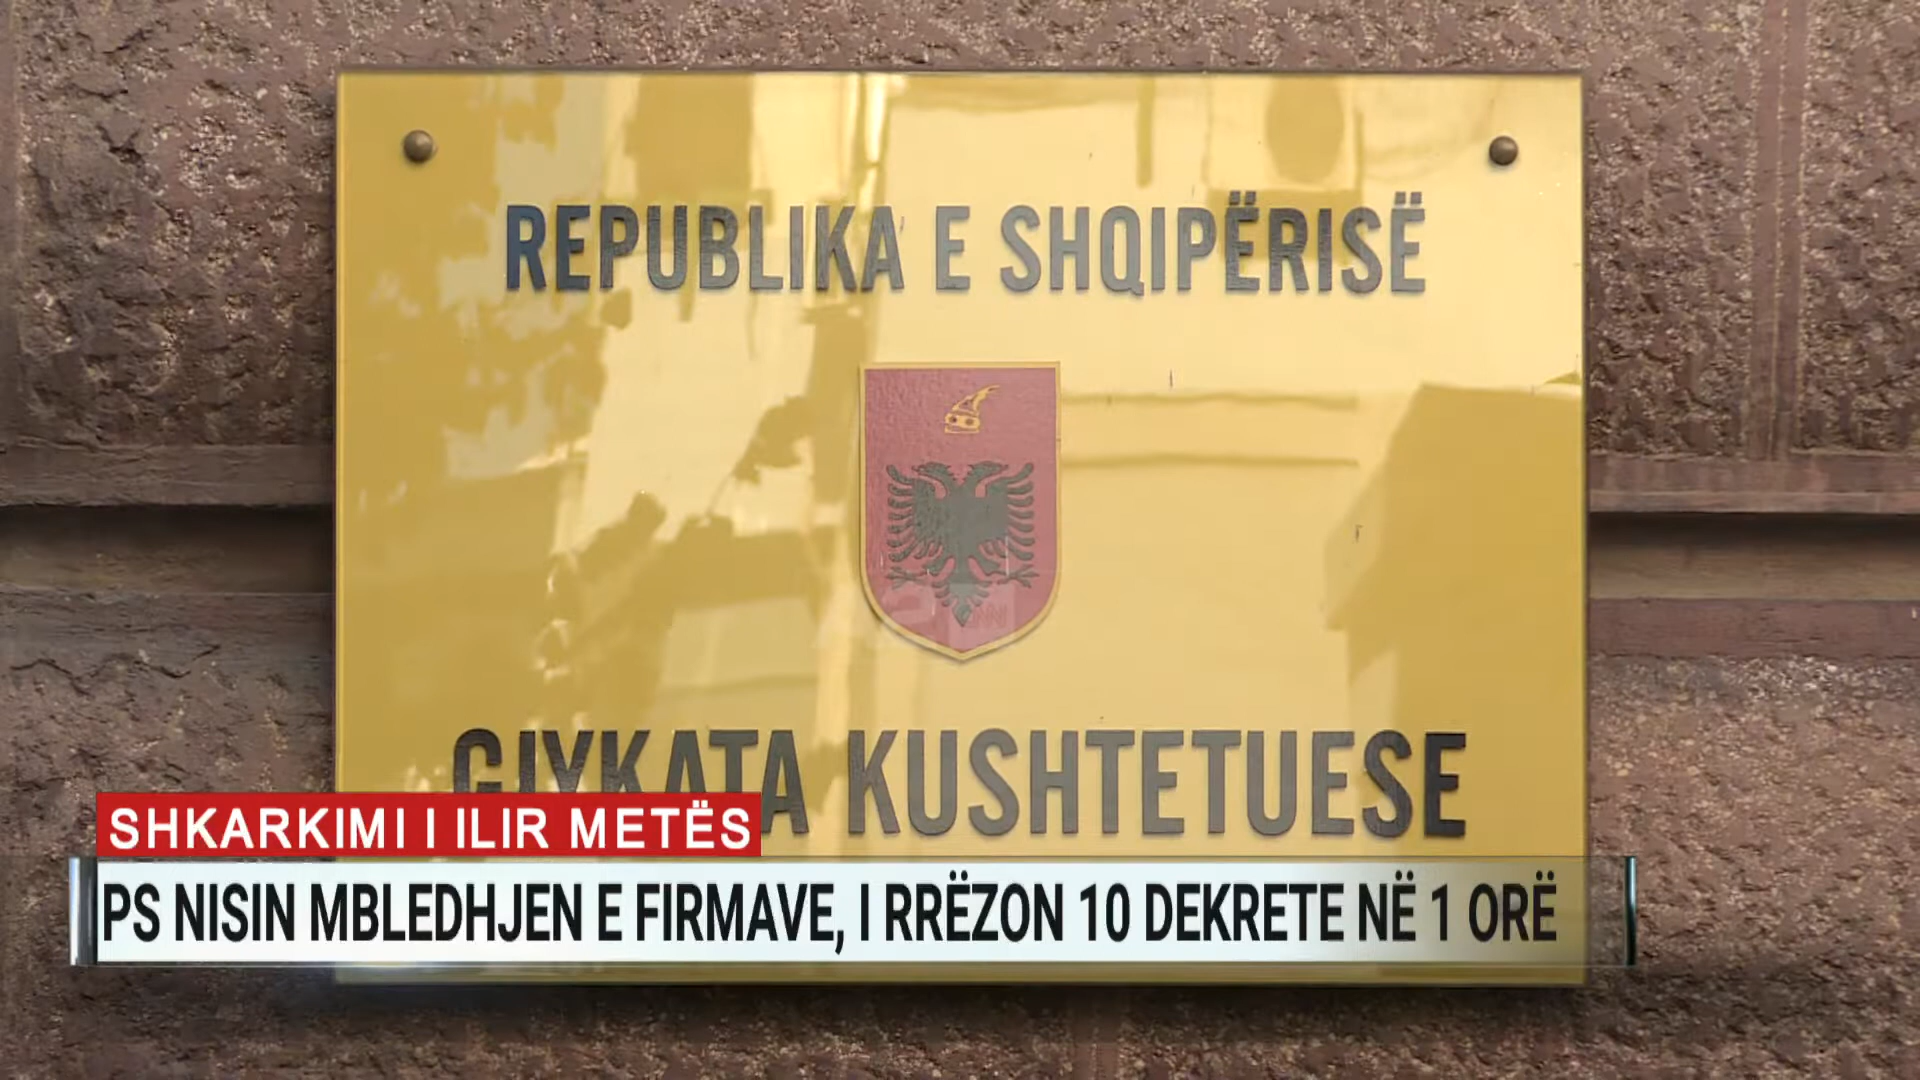 REPUBLIKA E SHQIPËRISË
GJYKATA KUSHTETUESE
SHKARKIMI I ILIR METËS
PS NISIN MBLEDHJEN E FIRMAVE, I RRËZON 10 DEKRETE NË 1 ORË